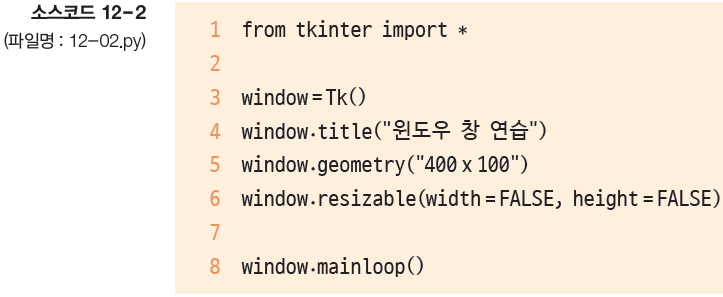 소스코드 12-2
(파일명 : 12-02.py)
1 from tkinter import *
2
3 window=Tk()
4 window.title("윈도우 창 연습")
5 window.geometry("400x100")
6 window.resizable(width=FALSE, height=FALSE)
7
8 window.mainloop()